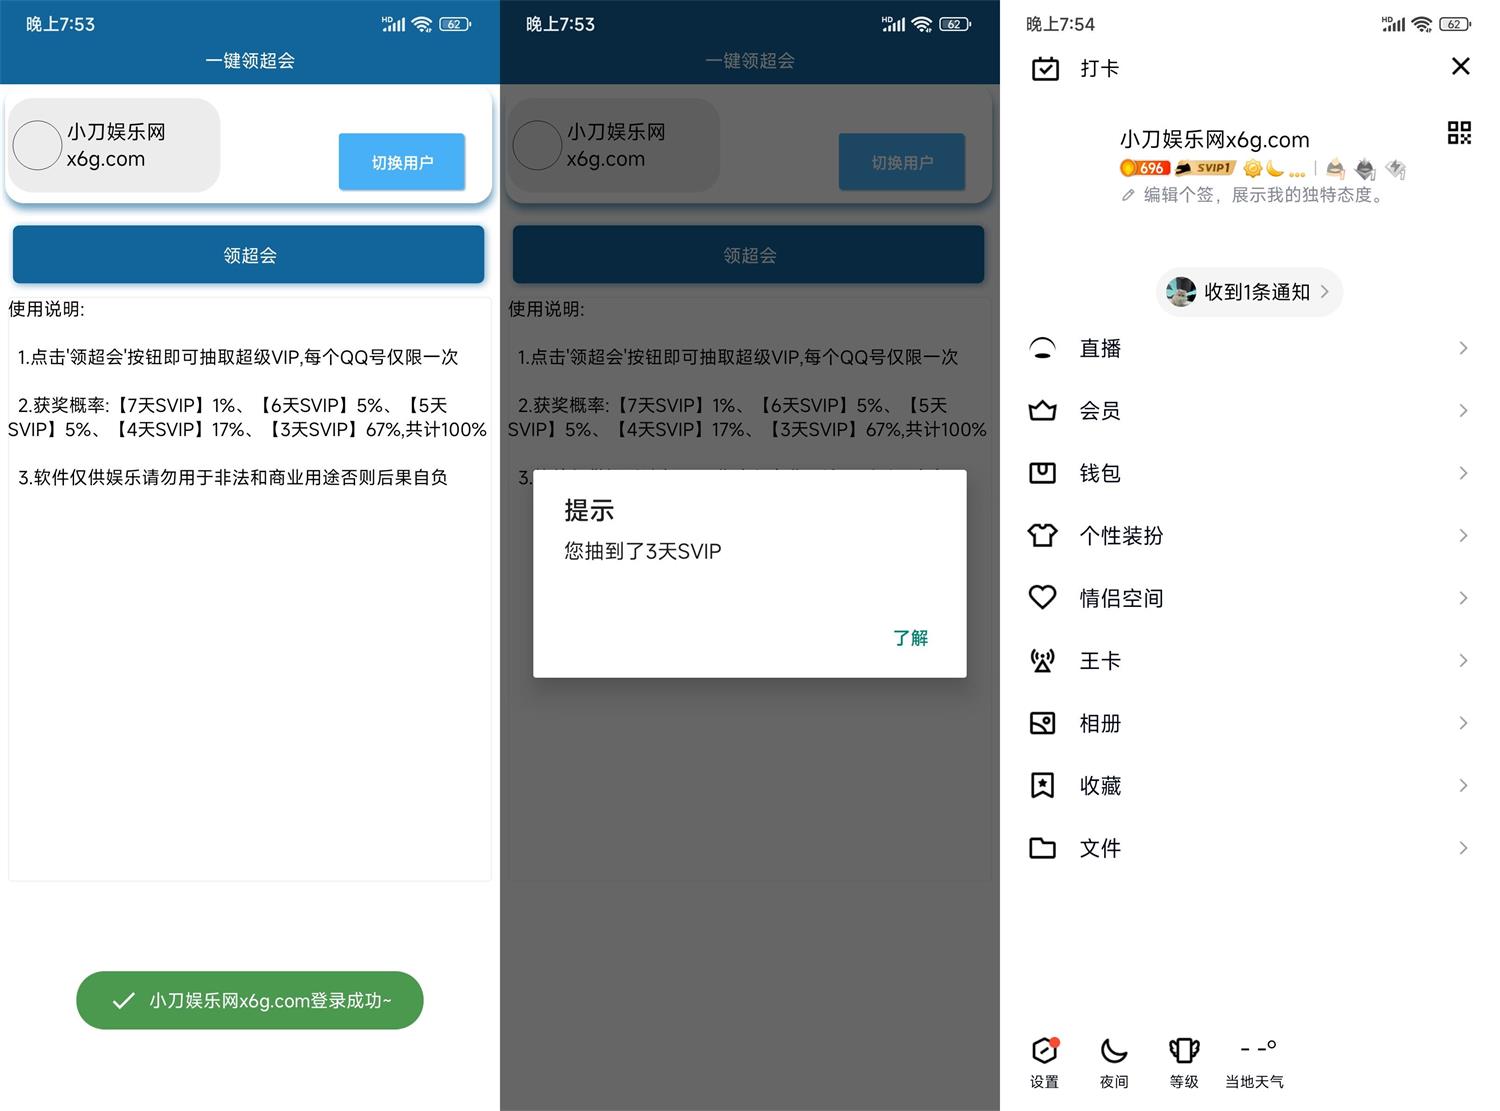 晚上7:53
HD
62
一键领超会
小刀娱乐网
x6g.com
切换用户
领超会
使用说明:
1.点击'领超会'按钮即可抽取超级VIP,每个QQ号仅限一次
2.获奖概率:【7天SVIP】1%、【6天SVIP】5%、【5天
SVIP】5%、【4天SVIP】17%、【3天SVIP】67%,共计100%
3.软件仅供娱乐请勿用于非法和商业用途否则后果自负
小刀娱乐网x6g.com登录成功~
晚上7:53
HD
62
一键领超会
小刀娱乐网
x6g.com
切换用户
领超会
使用说明:
1.点击'领超会'按钮即可抽取超级VIP,每个QQ号仅限一次
2.获奖概率:【7天SVIP】1%、【6天SVIP】5%、【5天
SVIP】5%、【4天SVIP】17%、【3天SVIP】67%,共计100%
3.
提示
您抽到了3天SVIP
了解
晚上7:54
HD
62
打卡
小刀娱乐网x6g.com
696 SVIP1 ...
编辑个签，展示我的独特态度。
收到1条通知
直播
会员
钱包
个性装扮
情侣空间
王卡
相册
收藏
文件
- -°
设置 夜间 等级 当地天气